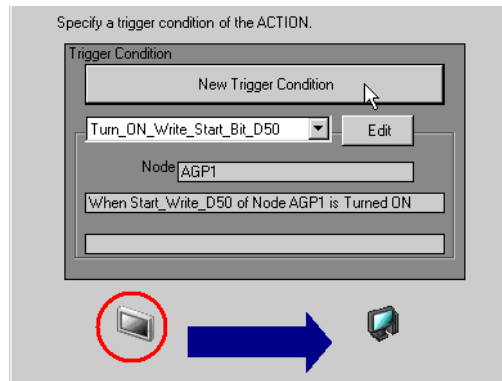 Specify a trigger condition of the ACTION.
Trigger Condition
New Trigger Condition
Turn_ON_Write_Start_Bit_D50
Edit
Node AGP1
When Start_Write_D50 of Node AGP1 is Turned ON